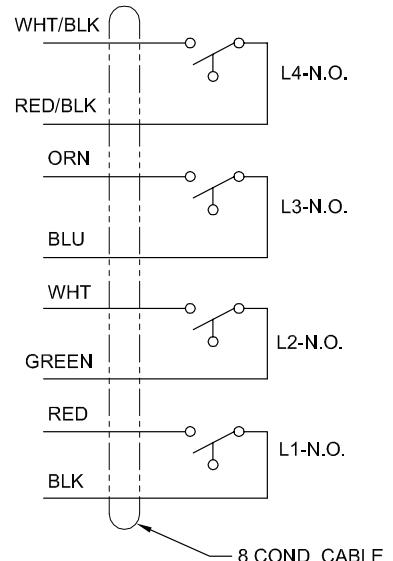 WHT/BLK
L4-N.O.
RED/BLK
ORN
L3-N.O.
BLU
WHT
L2-N.O.
GREEN
RED
L1-N.O.
BLK
8 COND. CABLE